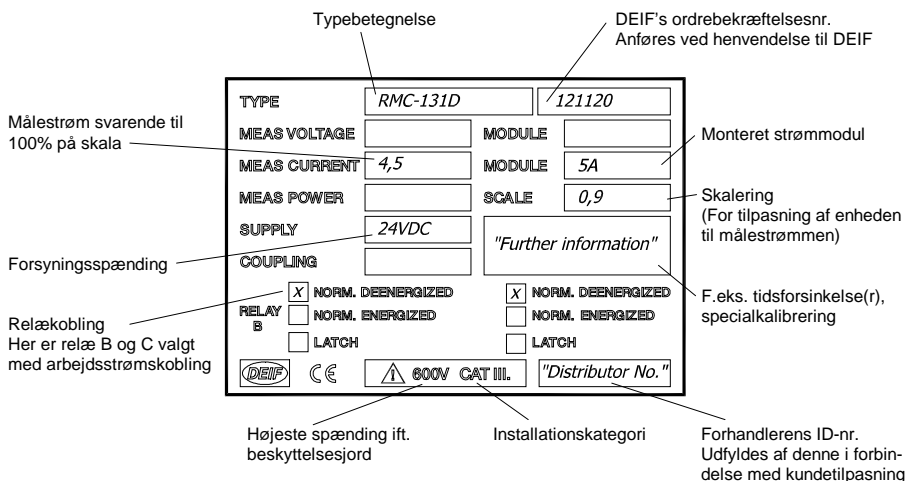 Typebetegnelse
DEIF's ordrebekræftelsesnr.
Anføres ved henvendelse til DEIF
TYPE RMC-131D 121120
Målestrøm svarende til
100% på skala
MEAS VOLTAGE MODULE
MEAS CURRENT 4,5 MODULE 5A
Monteret strømmodul
MEAS POWER SCALE 0,9
Skalering
(For tilpasning af enheden
til målestrømmen)
SUPPLY 24VDC "Further information"
COUPLING
Forsyningsspænding
X NORM. DEENERGIZED X NORM. DEENERGIZED
RELAY
B
NORM. ENERGIZED NORM. ENERGIZED
LATCH LATCH
F.eks. tidsforsinkelse(r),
specialkalibrering
Relækobling
Her er relæ B og C valgt
med arbejdsstrømskobling
DEIF CE 600V CAT III. "Distributor No."
Højeste spænding ift.
beskyttelsesjord
Installationskategori
Forhandlerens ID-nr.
Udfyldes af denne i forbin-
delse med kundetilpasning